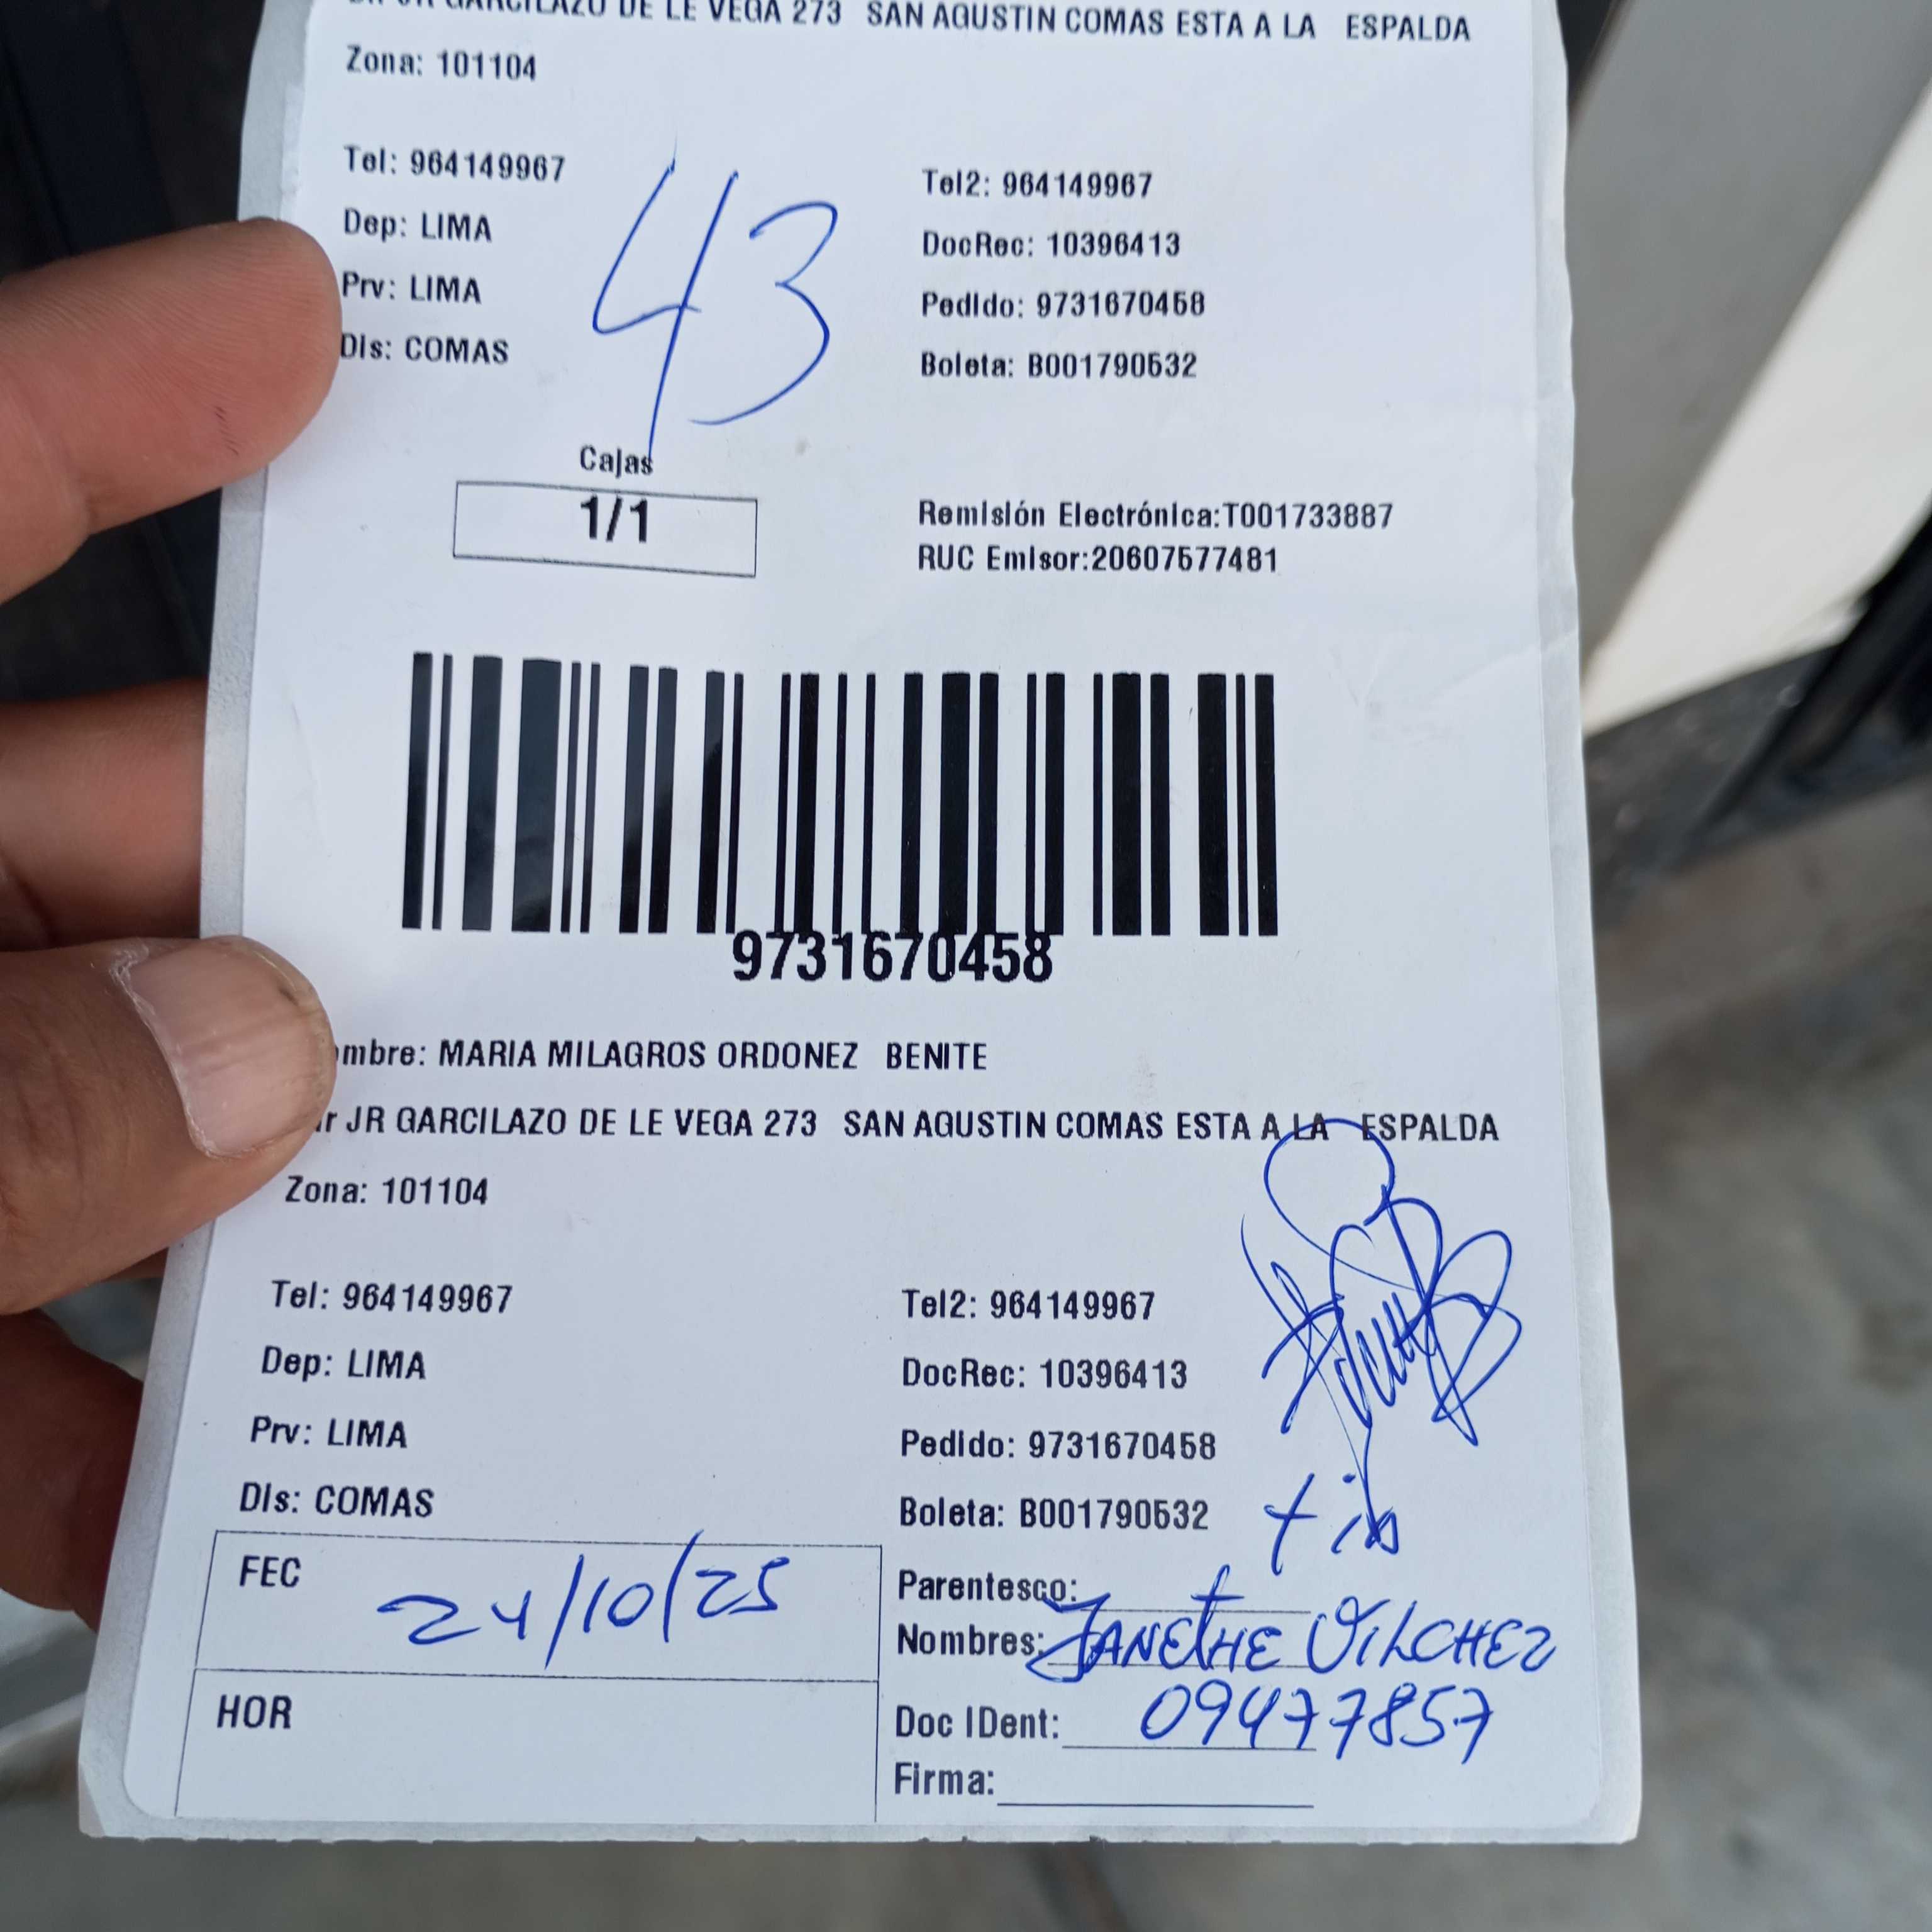 JR GARCILAZO DE LE VEGA 273 SAN AGUSTIN COMAS ESTA A LA ESPALDA
Zona: 101104
Tel: 964149967 Tel2: 964149967
Dep: LIMA DocRec: 10396413
Prv: LIMA Pedido: 9731670458
Dis: COMAS Boleta: B001790532
43
Cajas
1/1
Remisión Electrónica:T001733887
RUC Emisor:20607577481
9731670458
mbre: MARIA MILAGROS ORDONEZ BENITE
r JR GARCILAZO DE LE VEGA 273 SAN AGUSTIN COMAS ESTA A LA ESPALDA
Zona: 101104
Tel: 964149967 Tel2: 964149967
Dep: LIMA DocRec: 10396413
Prv: LIMA Pedido: 9731670458
Dis: COMAS Boleta: B001790532
FEC 24/10/25
HOR
Parentesco:
Nombres: JANETHE VILCHEZ
Doc IDent: 09477857
Firma: